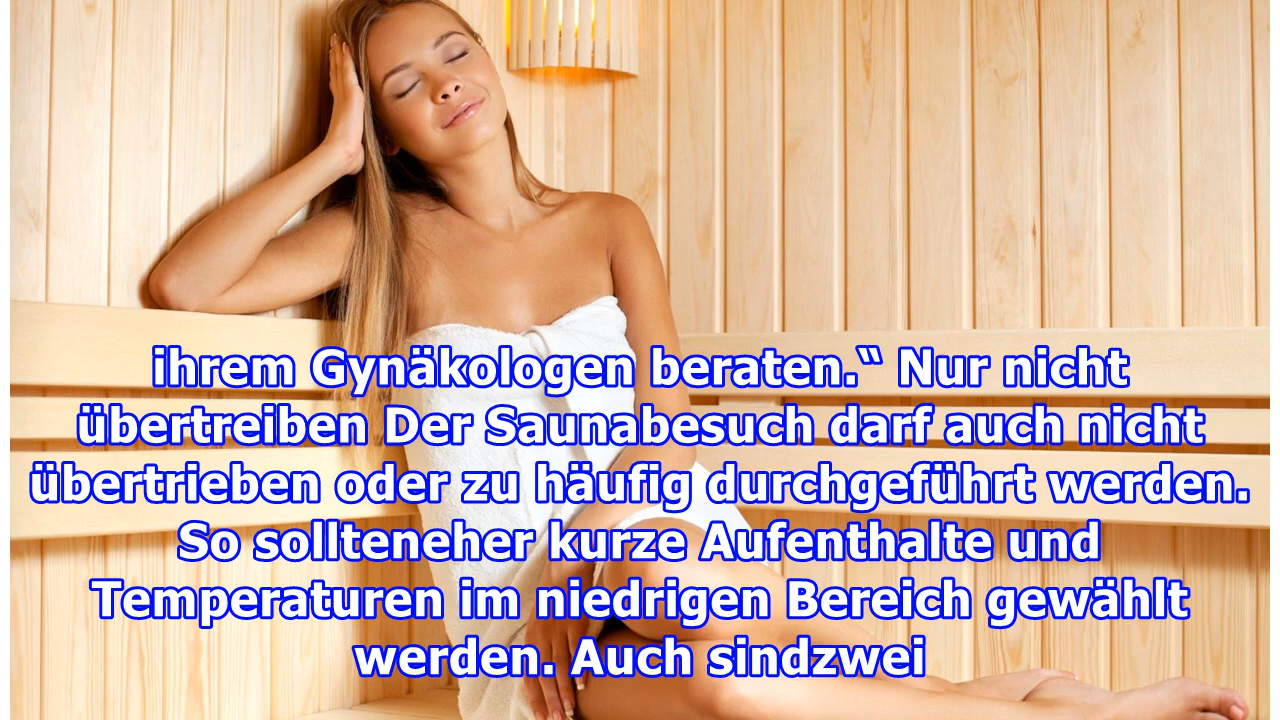 ihrem Gynäkologen beraten.“ Nur nicht
übertreiben Der Saunabesuch darf auch nicht
übertrieben oder zu häufig durchgeführt werden.
So sollteneher kurze Aufenthalte und
Temperaturen im niedrigen Bereich gewählt
werden. Auch sindzwei